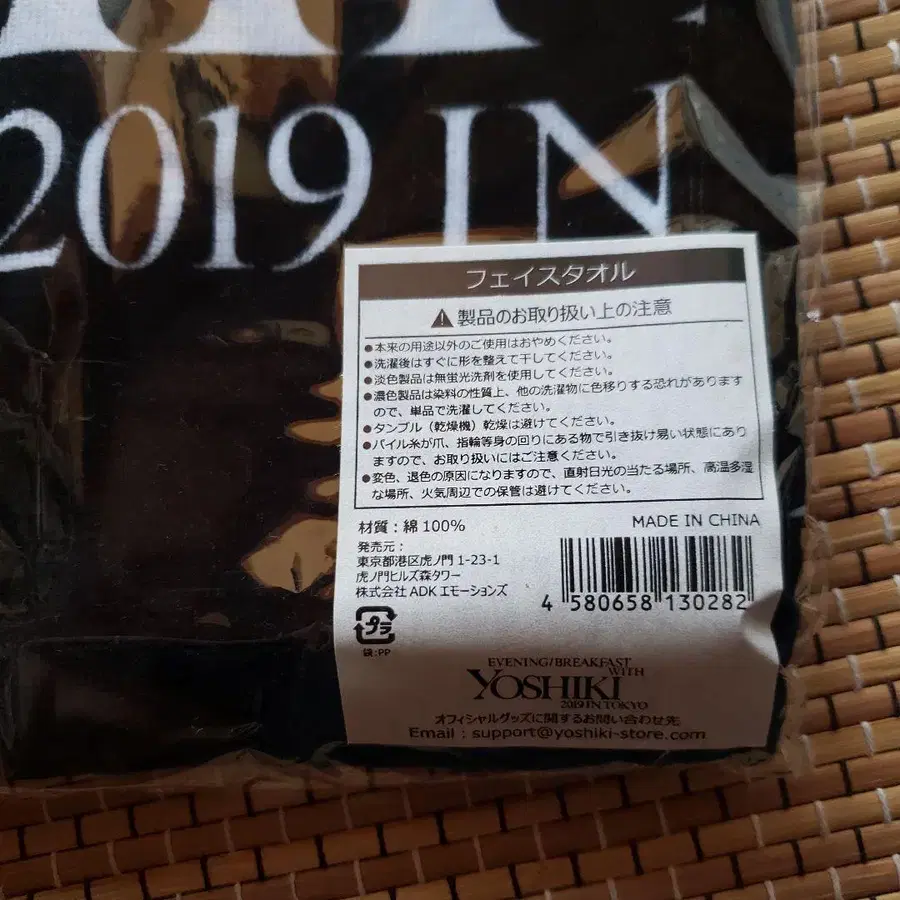 2019 IN
フェイスタオル
⚠ 製品のお取り扱い上の注意
●本来の用途以外のご使用はおやめください。
●洗濯後はすぐに形を整えて干してください。
●淡色製品は無蛍光洗剤を使用してください。
●濃色製品は染料の性質上、他の洗濯物に色移りする恐れがあります
ので、単品で洗濯してください。
●タンブル（乾燥機）乾燥は避けてください。
●パイル糸が爪、指輪等身の回りにある物で引き抜け易い状態にあり
ますので、お取り扱いにはご注意ください。
●変色、退色の原因になりますので、直射日光の当たる場所、高温多湿
な場所、火気周辺での保管は避けてください。
材質：綿 100%
MADE IN CHINA
発売元：
東京都港区虎ノ門 1-23-1
虎ノ門ヒルズ森タワー
株式会社 ADK エモーションズ
4 580658 130282
プラ
袋:PP
EVENING/BREAKFAST
WITH
YOSHIKI
2019 IN TOKYO
オフィシャルグッズに関するお問い合わせ先
Email : support@yoshiki-store.com